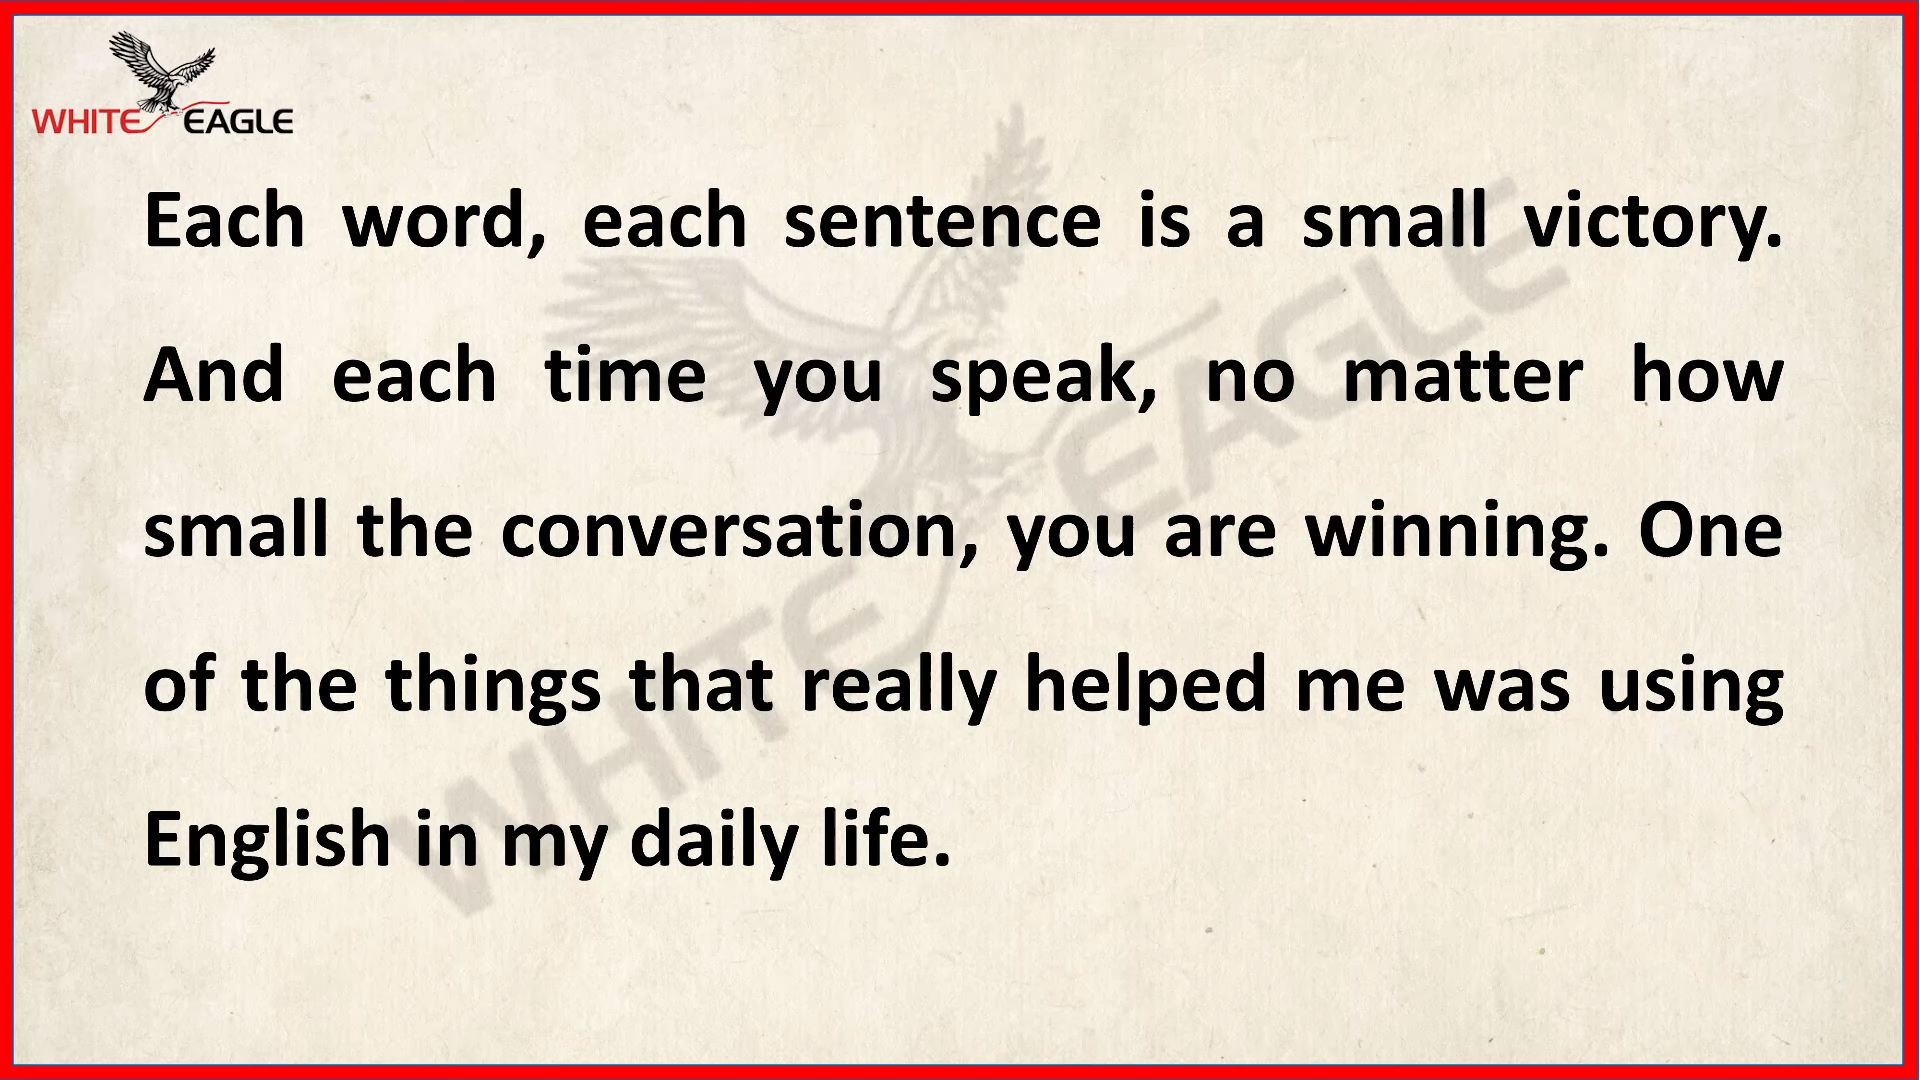 WHITE EAGLE
Each word, each sentence is a small victory.
And each time you speak, no matter how
small the conversation, you are winning. One
of the things that really helped me was using
English in my daily life.
WHITE EAGLE